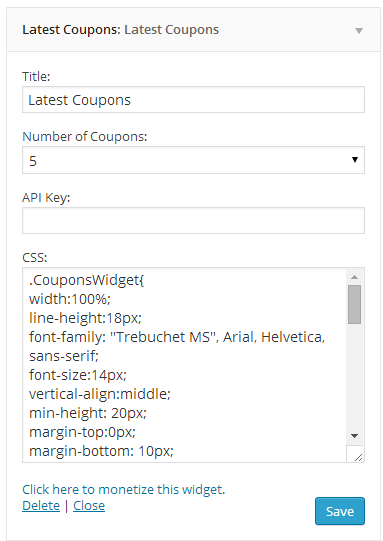 Latest Coupons: Latest Coupons
Title:
Latest Coupons
Number of Coupons:
5
API Key:
CSS:
.CouponsWidget{
width:100%;
line-height:18px;
font-family: "Trebuchet MS", Arial, Helvetica,
sans-serif;
font-size:14px;
vertical-align:middle;
min-height: 20px;
margin-top:0px;
margin-bottom: 10px;
Click here to monetize this widget.
Delete | Close
Save